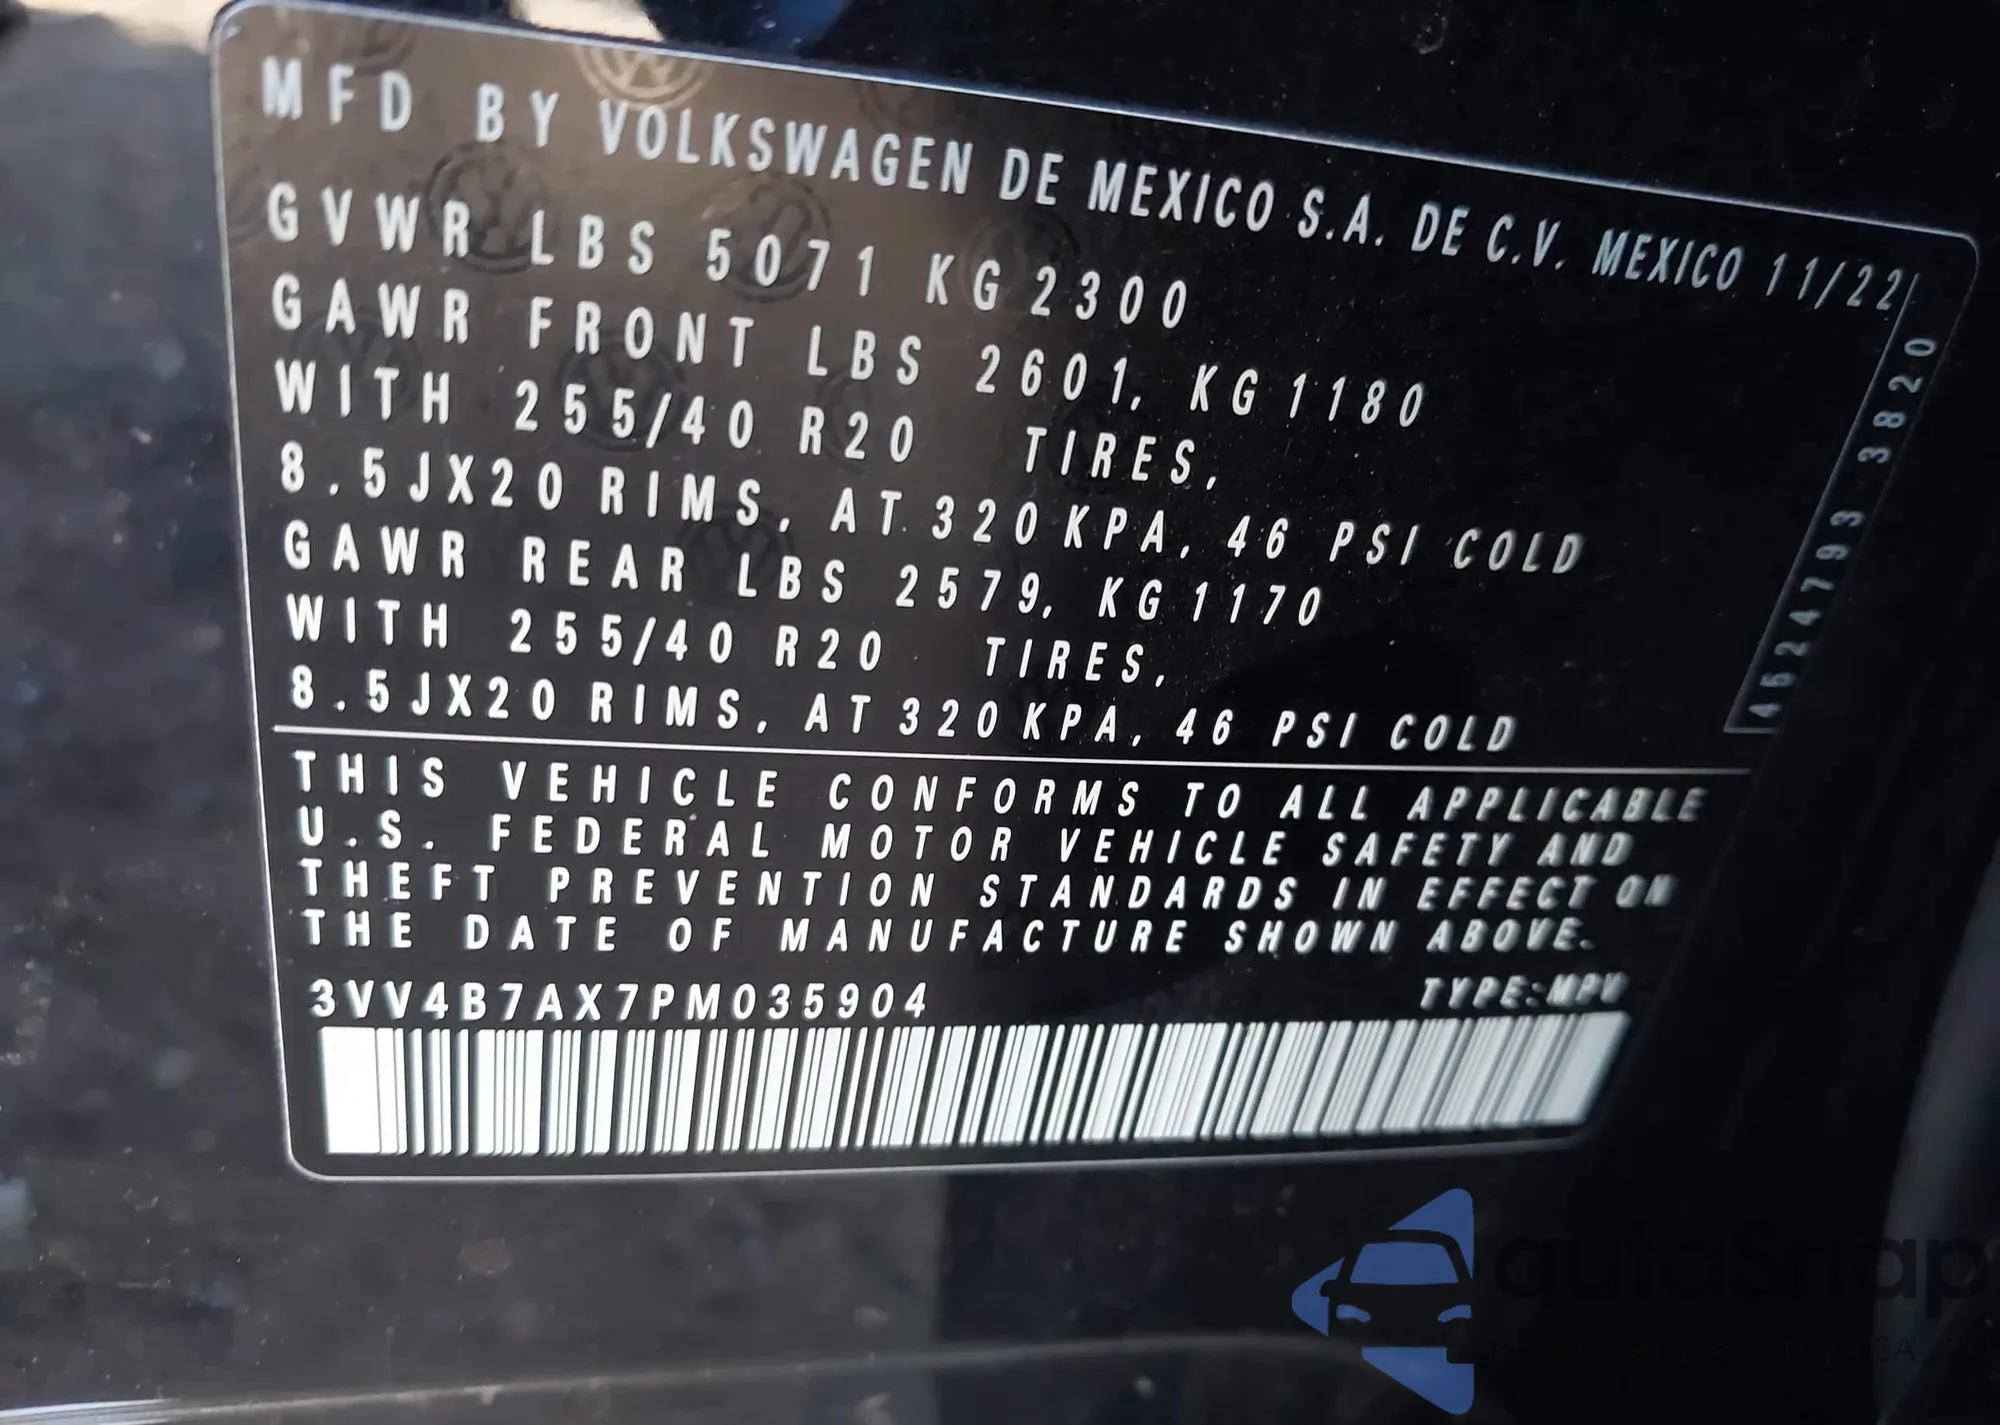 MFD BY VOLKSWAGEN DE MEXICO S.A. DE C.V. MEXICO 11/22
GVWR LBS 5071 KG 2300
GAWR FRONT LBS 2601, KG 1180
WITH 255/40 R20 TIRES,
8.5JX20 RIMS, AT 320 KPA, 46 PSI COLD
GAWR REAR LBS 2579, KG 1170
WITH 255/40 R20 TIRES,
8.5JX20 RIMS, AT 320 KPA, 46 PSI COLD
4524793 3820
THIS VEHICLE CONFORMS TO ALL APPLICABLE
U.S. FEDERAL MOTOR VEHICLE SAFETY AND
THEFT PREVENTION STANDARDS IN EFFECT ON
THE DATE OF MANUFACTURE SHOWN ABOVE.
3VV4B7AX7PM035904 TYPE:MPV
autosnap